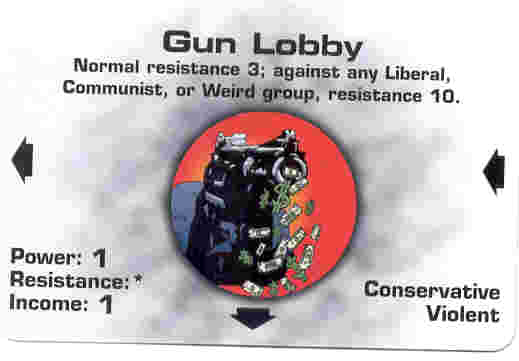 Gun Lobby
Normal resistance 3; against any Liberal,
Communist, or Weird group, resistance 10.
$
Power: 1
Resistance: *
Income: 1
Conservative
Violent